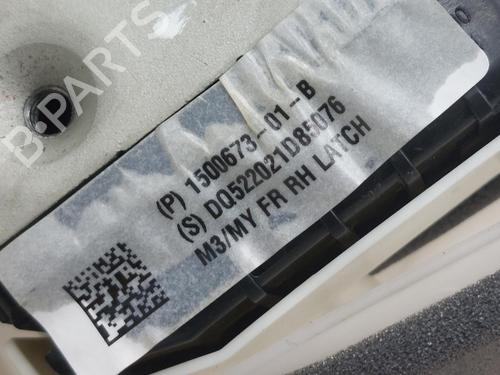 B-PARTS
(P) 1500673-01-B
(S) DQ522021D85076
M3/MY FR RH LATCH